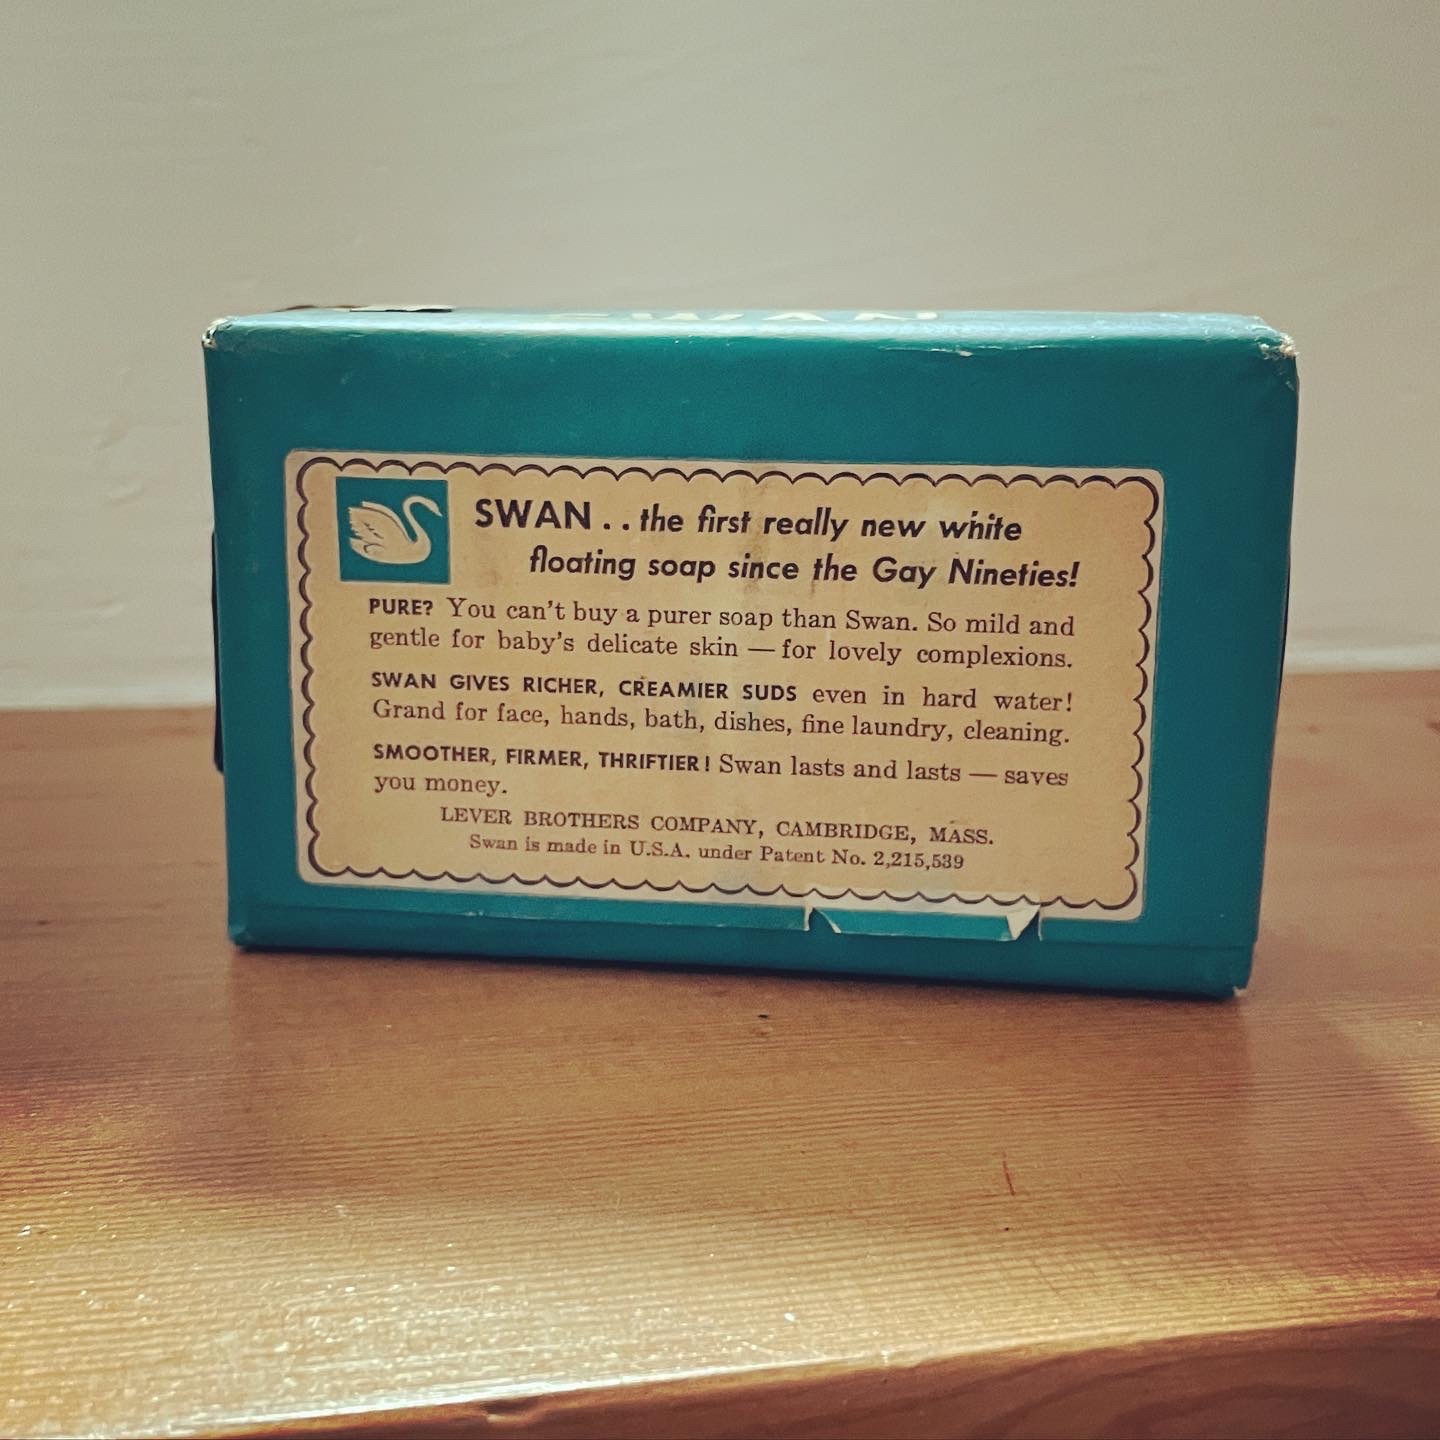 SWAN
SWAN . . the first really new white
floating soap since the Gay Nineties!
PURE? You can't buy a purer soap than Swan. So mild and
gentle for baby's delicate skin — for lovely complexions.
SWAN GIVES RICHER, CREAMIER SUDS even in hard water!
Grand for face, hands, bath, dishes, fine laundry, cleaning.
SMOOTHER, FIRMER, THRIFTIER! Swan lasts and lasts — saves
you money.
LEVER BROTHERS COMPANY, CAMBRIDGE, MASS.
Swan is made in U.S.A. under Patent No. 2,215,539